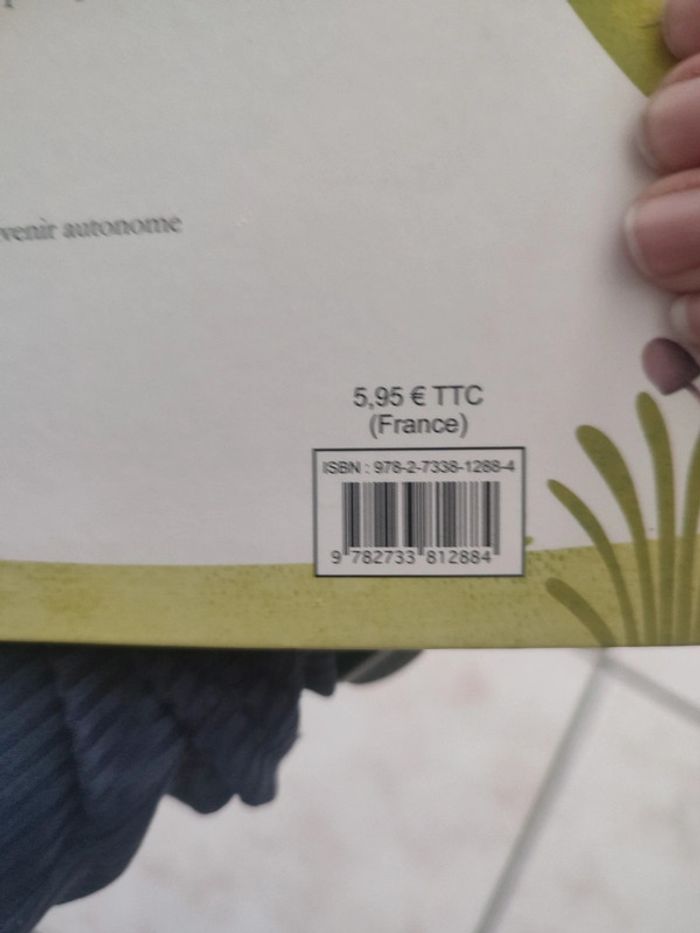 venir autonome
5,95 € TTC
(France)
ISBN : 978-2-7338-1288-4
9 782733 812884